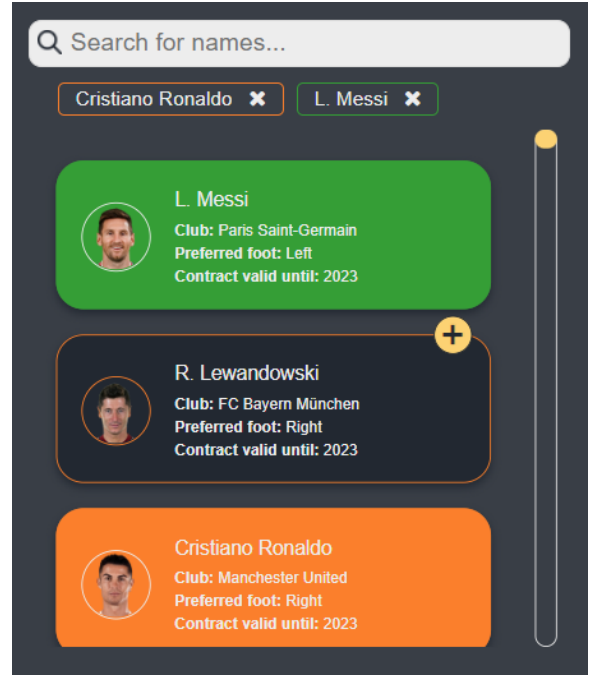 Search for names...
Cristiano Ronaldo ✖ L. Messi ✖
L. Messi
Club: Paris Saint-Germain
Preferred foot: Left
Contract valid until: 2023
+
R. Lewandowski
Club: FC Bayern München
Preferred foot: Right
Contract valid until: 2023
Cristiano Ronaldo
Club: Manchester United
Preferred foot: Right
Contract valid until: 2023